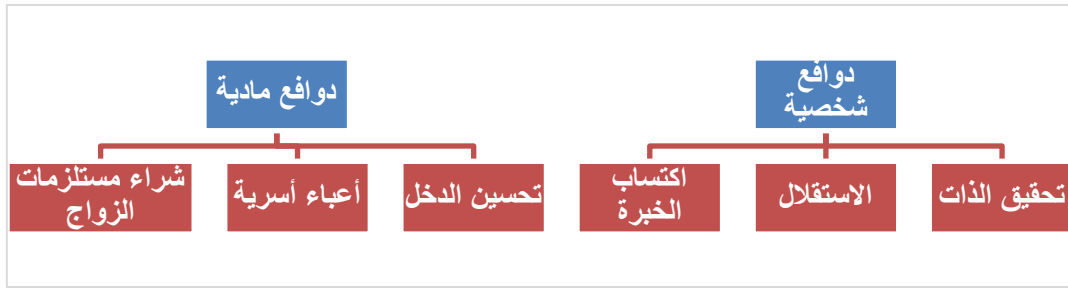 دوافع
شخصية
تحقيق الذات
الاستقلال
اكتساب
الخبرة
دوافع مادية
تحسين الدخل
أعباء أسرية
شراء مستلزمات
الزواج